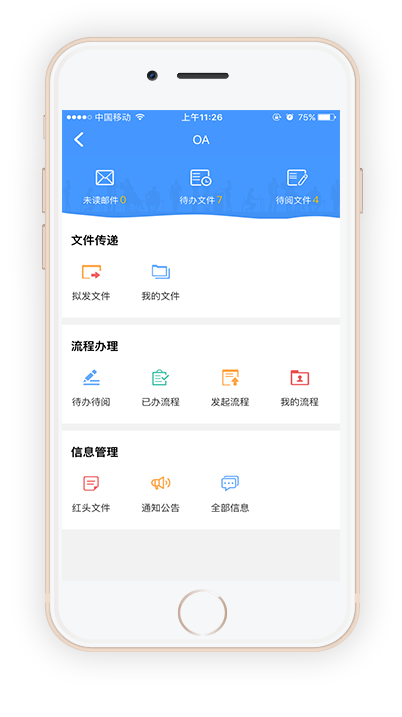 中国移动 上午11:26 75%
OA
未读邮件0 待办文件7 待阅文件4
文件传递
拟发文件 我的文件
流程办理
待办待阅 已办流程 发起流程 我的流程
信息管理
红头文件 通知公告 全部信息